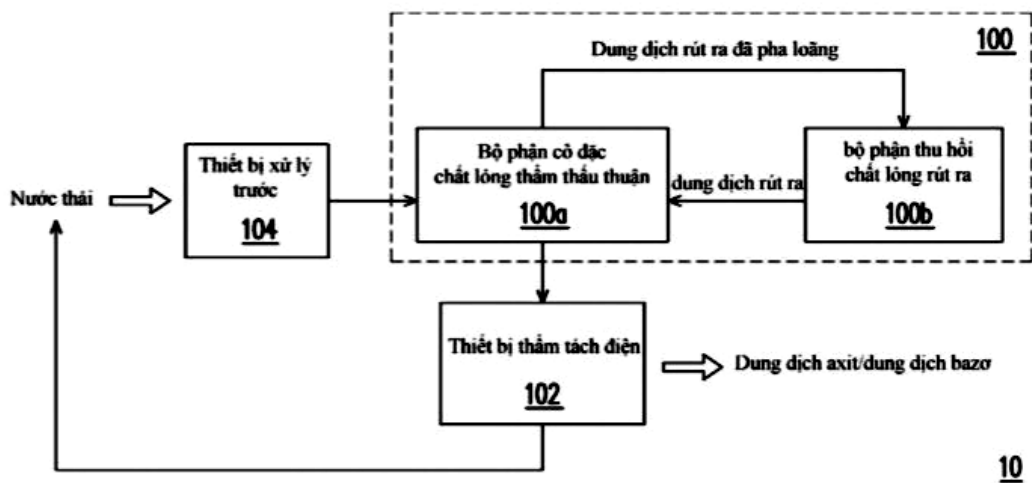 Dung dịch rút ra đã pha loãng
100
Thiết bị xử lý
trước
104
Bộ phận cô đặc
chất lỏng thẩm thấu thuận
100a
dung dịch rút ra
bộ phận thu hồi
chất lỏng rút ra
100b
Nước thải
Thiết bị thẩm tách điện
102
Dung dịch axit/dung dịch bazơ
10